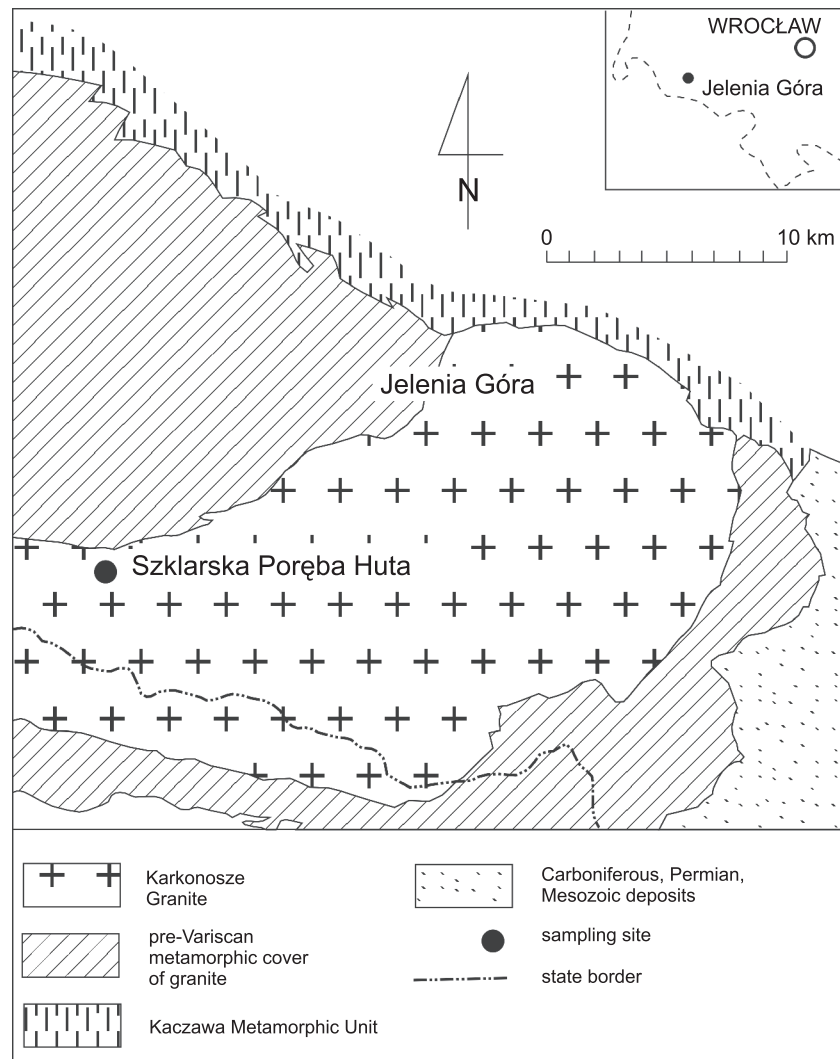 WROCŁAW
Jelenia Góra
N
0 10 km
Jelenia Góra
Szklarska Poręba Huta
Karkonosze
Granite
pre-Variscan
metamorphic cover
of granite
Kaczawa Metamorphic Unit
Carboniferous, Permian,
Mesozoic deposits
sampling site
state border